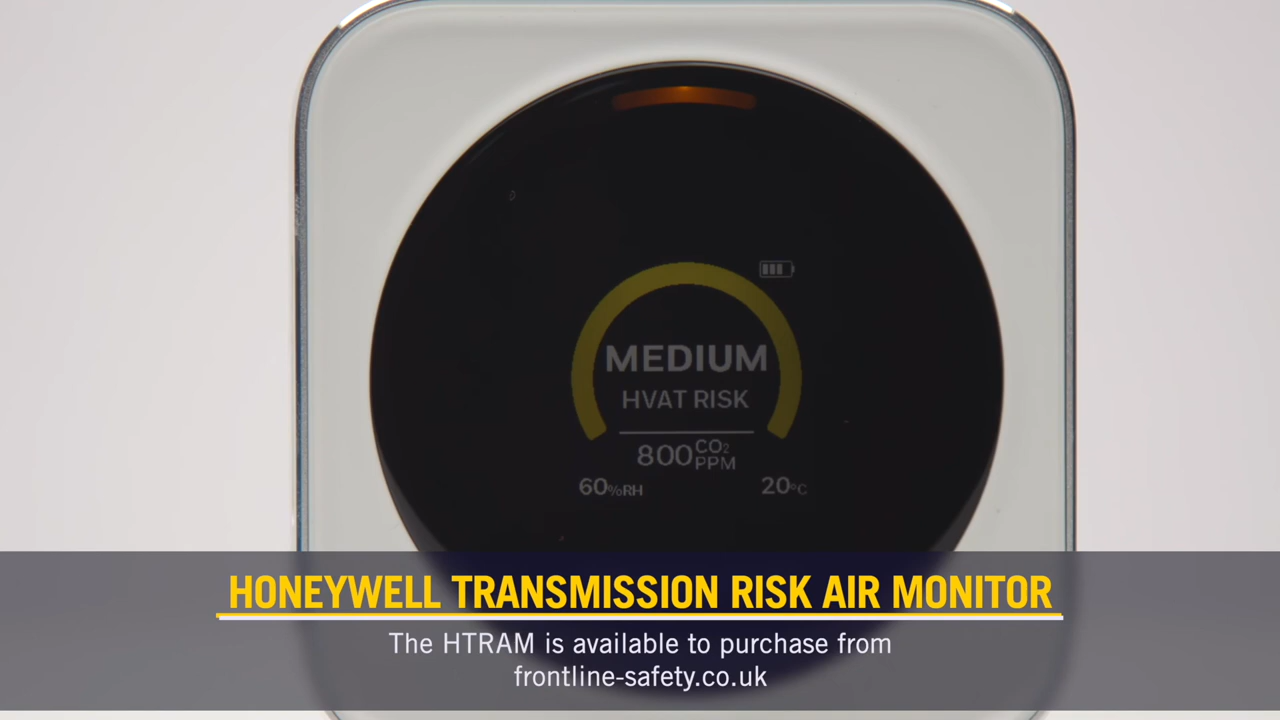 MEDIUM
HVAT RISK
800 CO₂ PPM
60%RH 20°C
HONEYWELL TRANSMISSION RISK AIR MONITOR
The HTRAM is available to purchase from
frontline-safety.co.uk